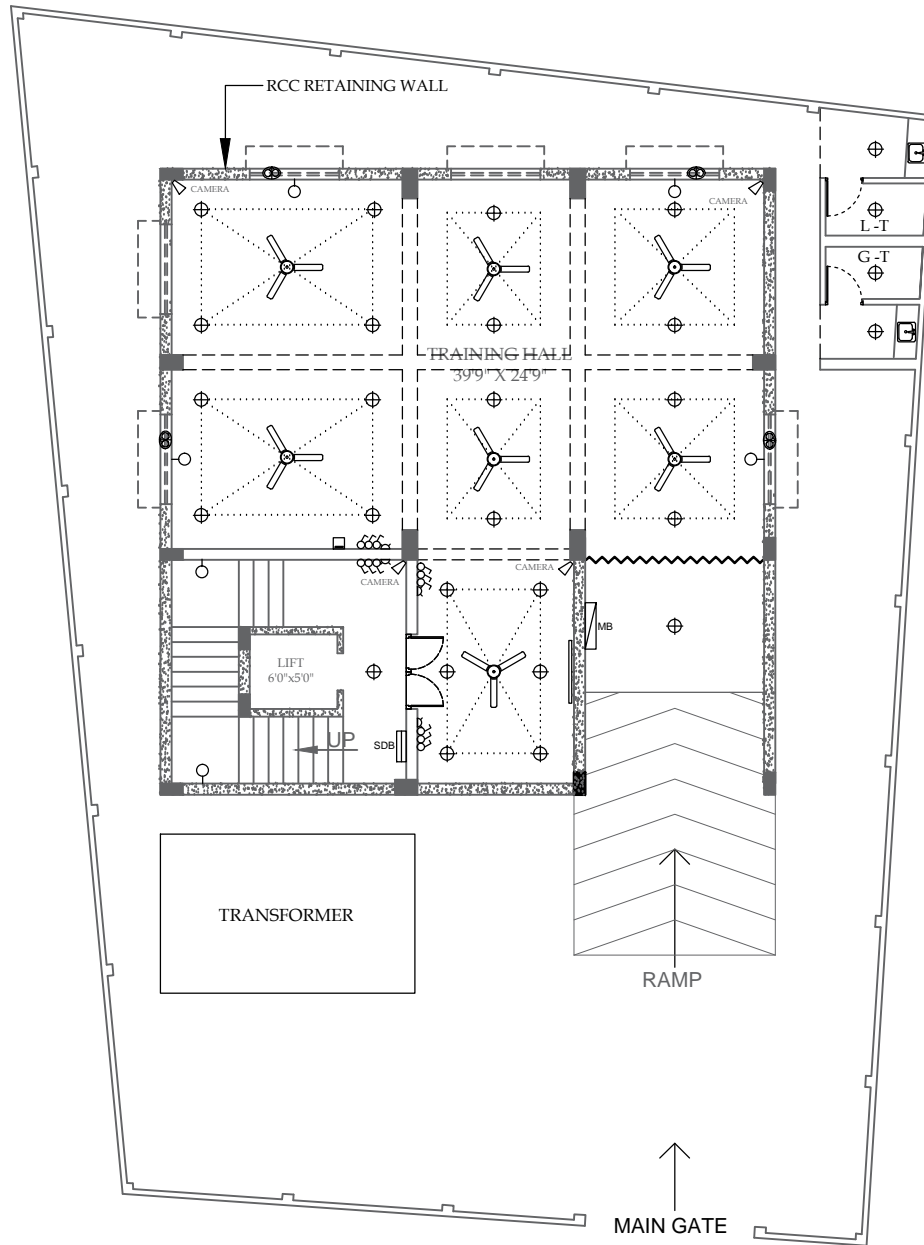 RCC RETAINING WALL
CAMERA
CAMERA
L -T
G -T
TRAINING HALL
39'9" X 24'9"
CAMERA
CAMERA
MB
LIFT
6'0"x5'0"
UP
SDB
TRANSFORMER
RAMP
MAIN GATE